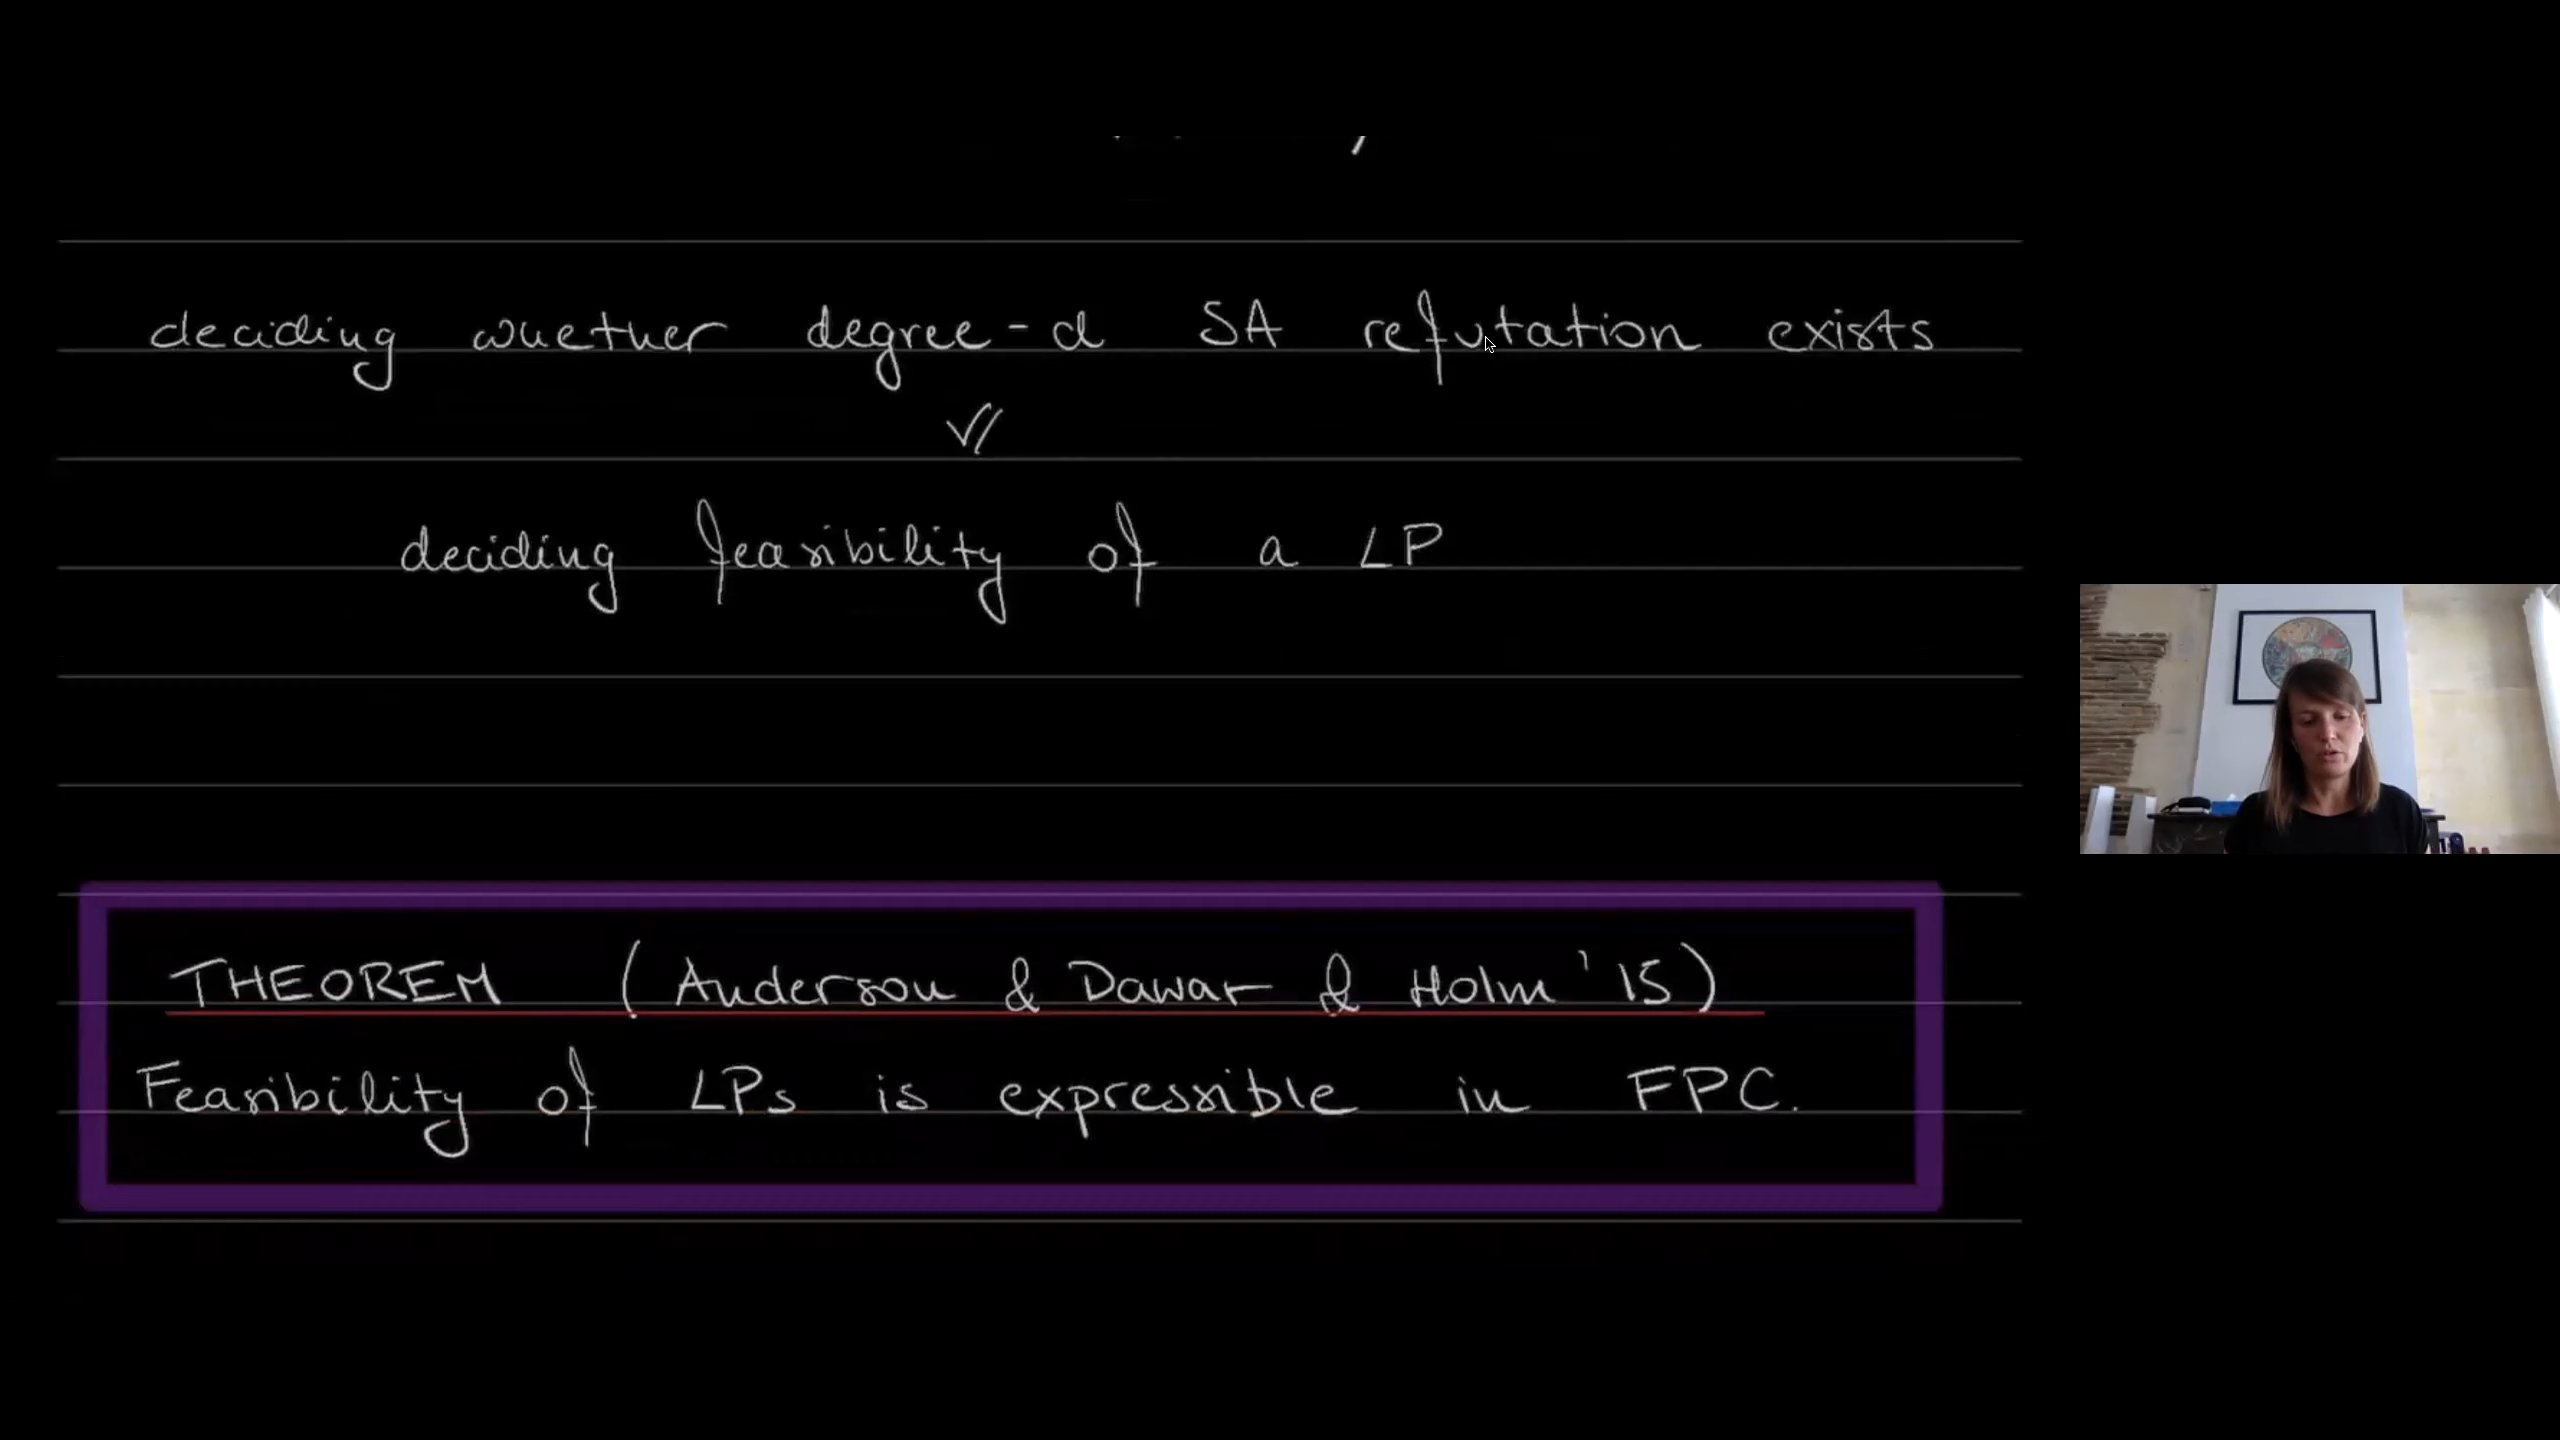 deciding whether degree-d SA refutation exists
deciding feasibility of a LP
THEOREM (Anderson & Dawar & Holm '15)
Feasibility of LPs is expressible in FPC.